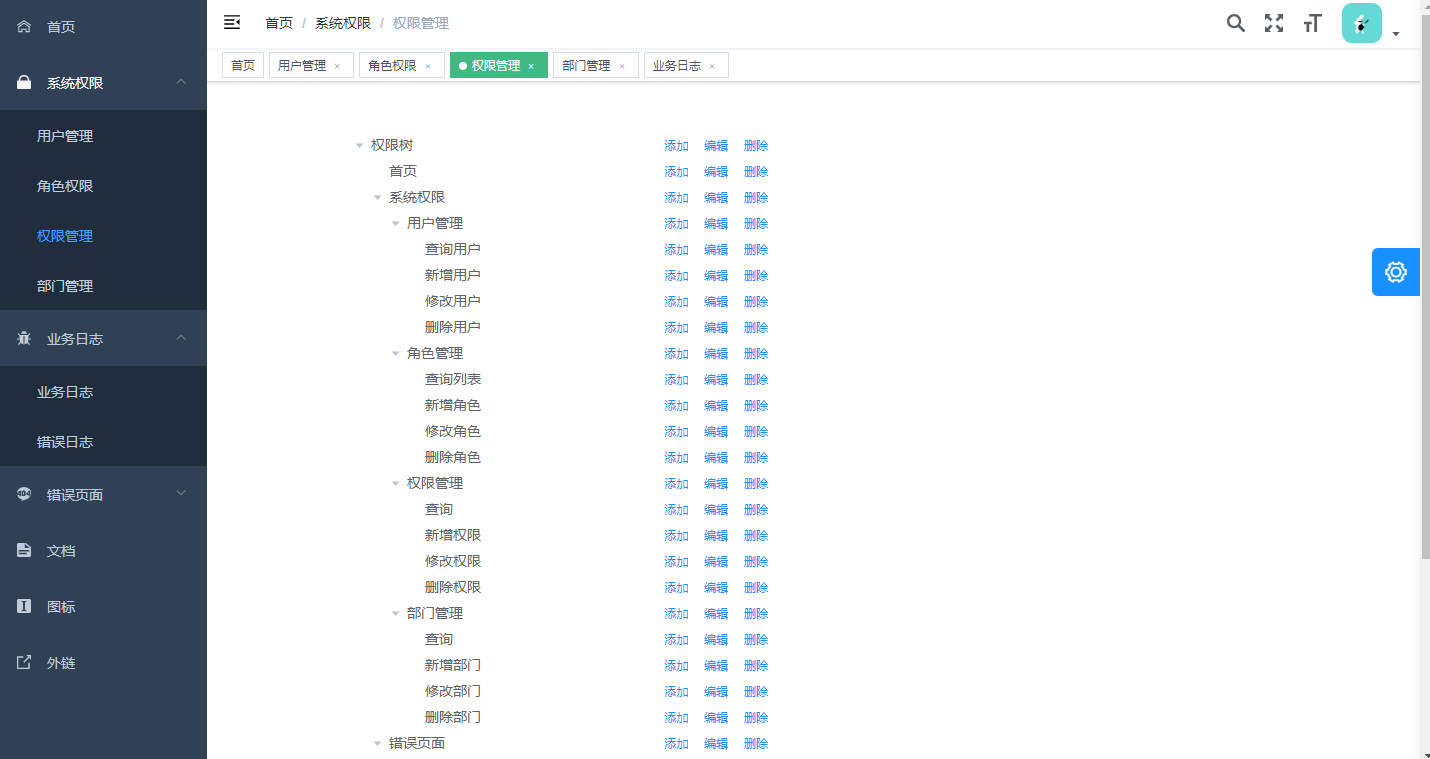 首页
系统权限
用户管理
角色权限
权限管理
部门管理
业务日志
业务日志
错误日志
404 错误页面
文档
图标
外链
首页 / 系统权限 / 权限管理
首页 用户管理 × 角色权限 × 权限管理 × 部门管理 × 业务日志 ×
权限树 添加 编辑 删除
首页 添加 编辑 删除
系统权限 添加 编辑 删除
用户管理 添加 编辑 删除
查询用户 添加 编辑 删除
新增用户 添加 编辑 删除
修改用户 添加 编辑 删除
删除用户 添加 编辑 删除
角色管理 添加 编辑 删除
查询列表 添加 编辑 删除
新增角色 添加 编辑 删除
修改角色 添加 编辑 删除
删除角色 添加 编辑 删除
权限管理 添加 编辑 删除
查询 添加 编辑 删除
新增权限 添加 编辑 删除
修改权限 添加 编辑 删除
删除权限 添加 编辑 删除
部门管理 添加 编辑 删除
查询 添加 编辑 删除
新增部门 添加 编辑 删除
修改部门 添加 编辑 删除
删除部门 添加 编辑 删除
错误页面 添加 编辑 删除